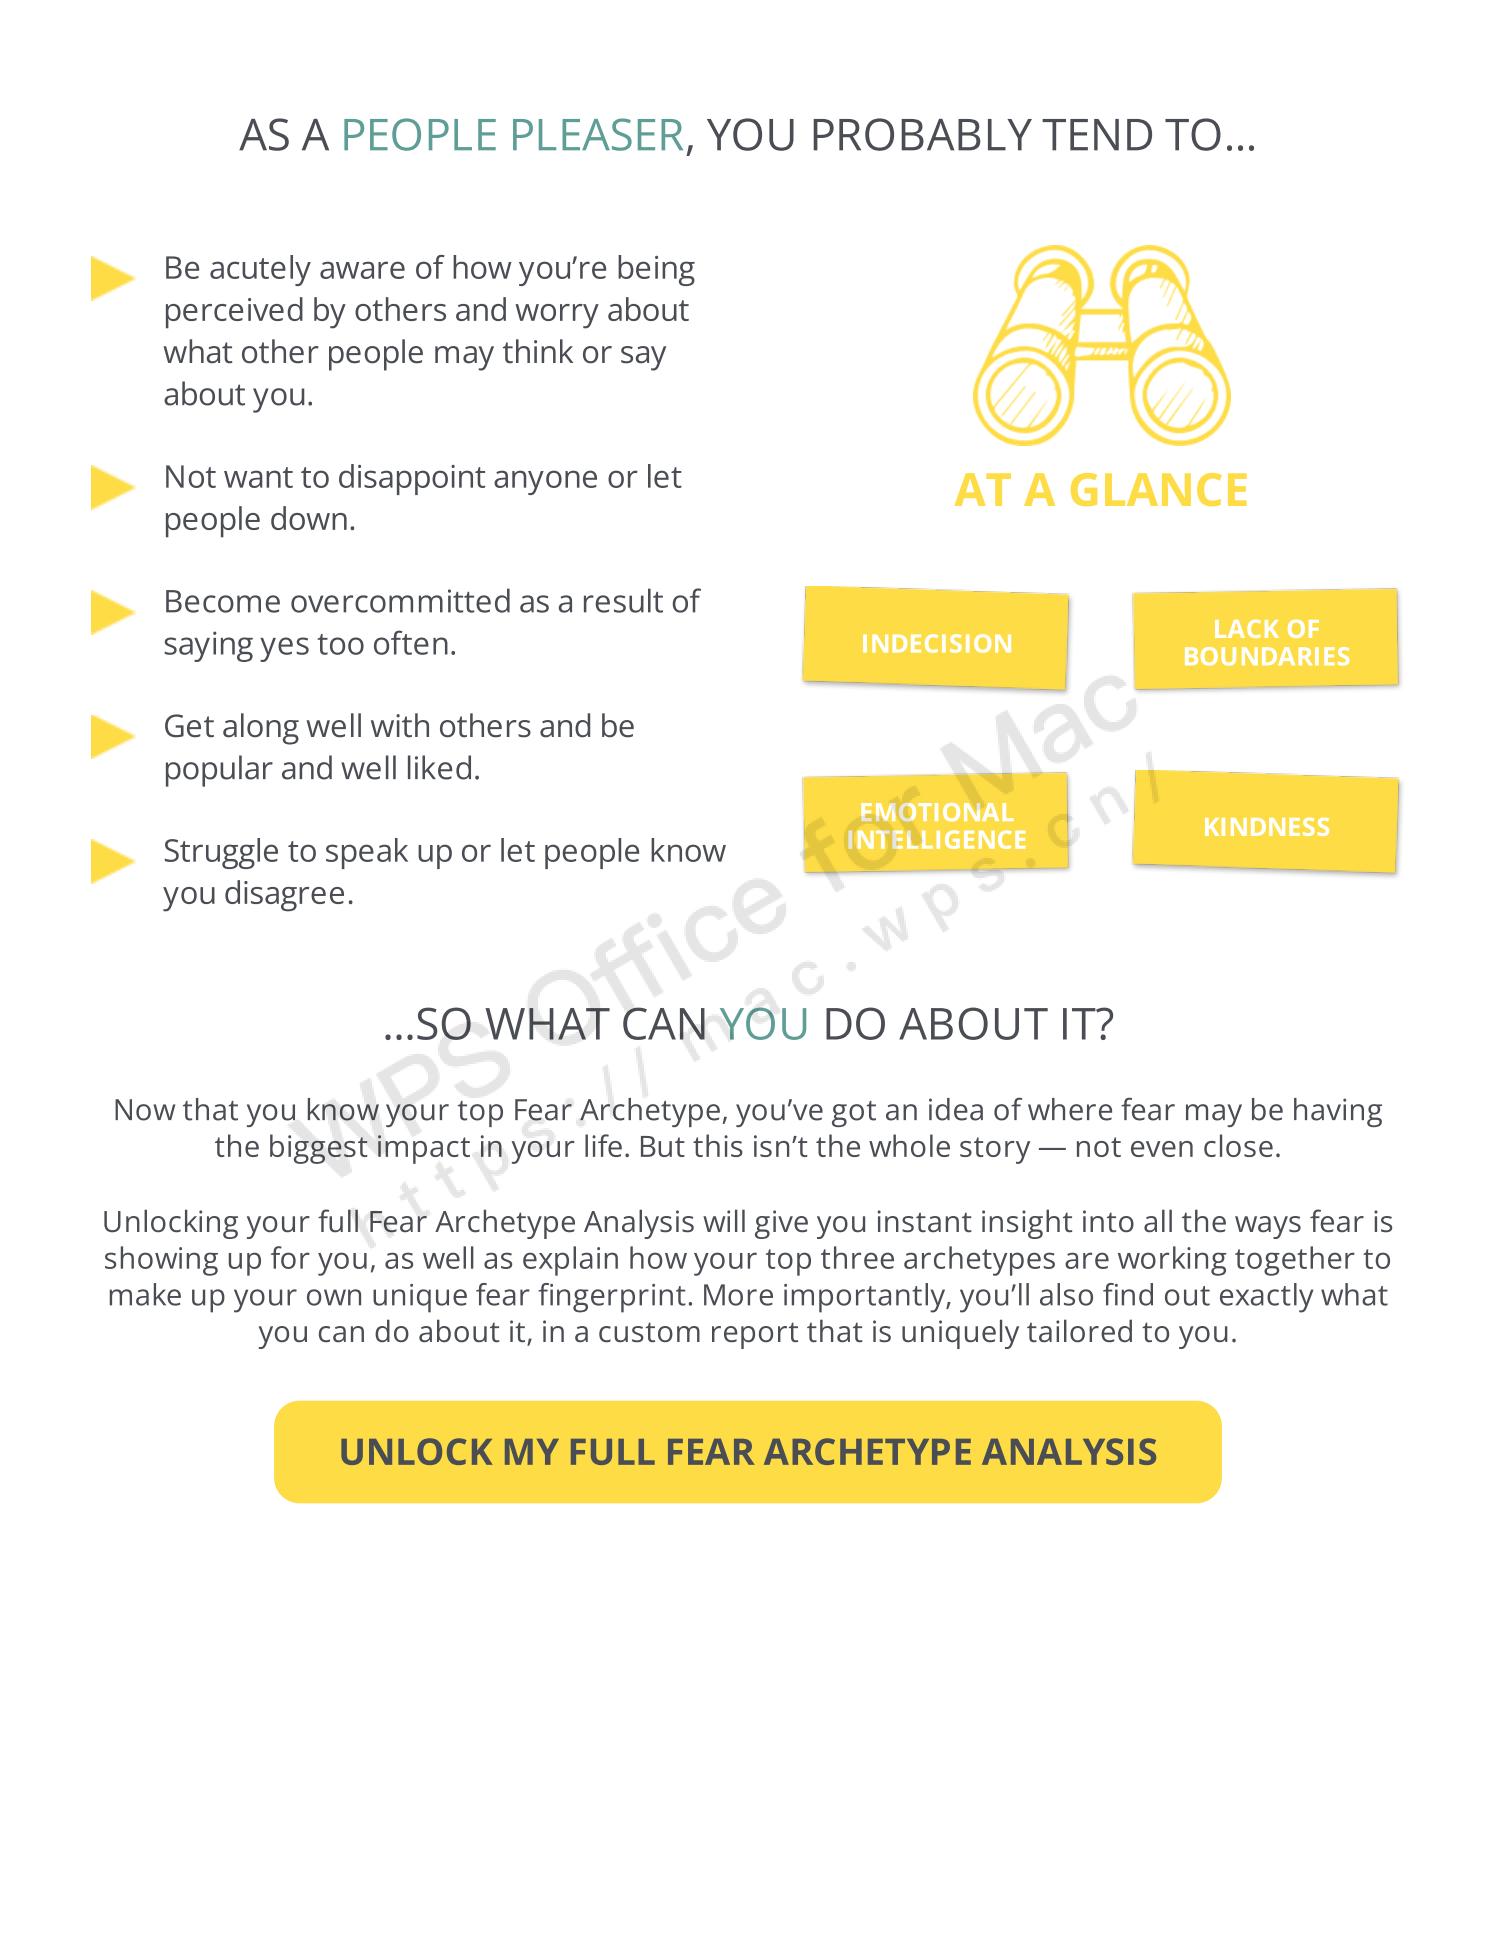 AS A PEOPLE PLEASER, YOU PROBABLY TEND TO...
Be acutely aware of how you’re being
perceived by others and worry about
what other people may think or say
about you.
Not want to disappoint anyone or let
people down.
Become overcommitted as a result of
saying yes too often.
Get along well with others and be
popular and well liked.
Struggle to speak up or let people know
you disagree.
AT A GLANCE
INDECISION
LACK OF
BOUNDARIES
EMOTIONAL
INTELLIGENCE
KINDNESS
WPS Office for Mac
https://mac.wps.cn/
...SO WHAT CAN YOU DO ABOUT IT?
Now that you know your top Fear Archetype, you’ve got an idea of where fear may be having
the biggest impact in your life. But this isn’t the whole story — not even close.
Unlocking your full Fear Archetype Analysis will give you instant insight into all the ways fear is
showing up for you, as well as explain how your top three archetypes are working together to
make up your own unique fear fingerprint. More importantly, you’ll also find out exactly what
you can do about it, in a custom report that is uniquely tailored to you.
UNLOCK MY FULL FEAR ARCHETYPE ANALYSIS